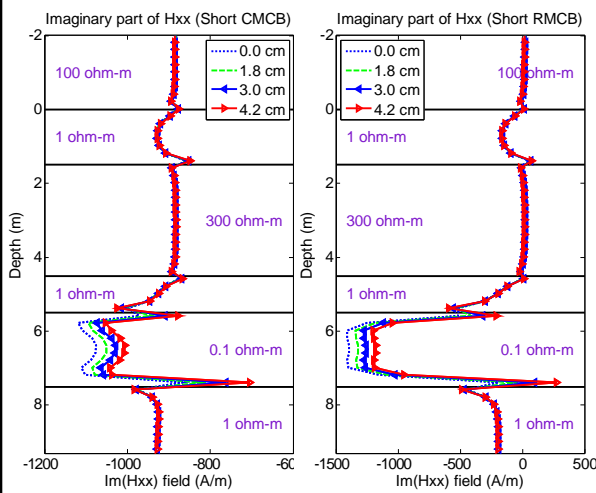 Imaginary part of Hxx (Short CMCB)
Imaginary part of Hxx (Short RMCB)
-2
0
2
4
6
8
Depth (m)
100 ohm-m
1 ohm-m
300 ohm-m
1 ohm-m
0.1 ohm-m
1 ohm-m
0.0 cm
1.8 cm
3.0 cm
4.2 cm
-1200
-1000
-800
-60
Im(Hxx) field (A/m)
-2
0
2
4
6
8
Depth (m)
0.0 cm
1.8 cm
3.0 cm
4.2 cm
100 ohm-m
1 ohm-m
300 ohm-m
1 ohm-m
0.1 ohm-m
1 ohm-m
-1500
-1000
-500
0
500
Im(Hxx) field (A/m)